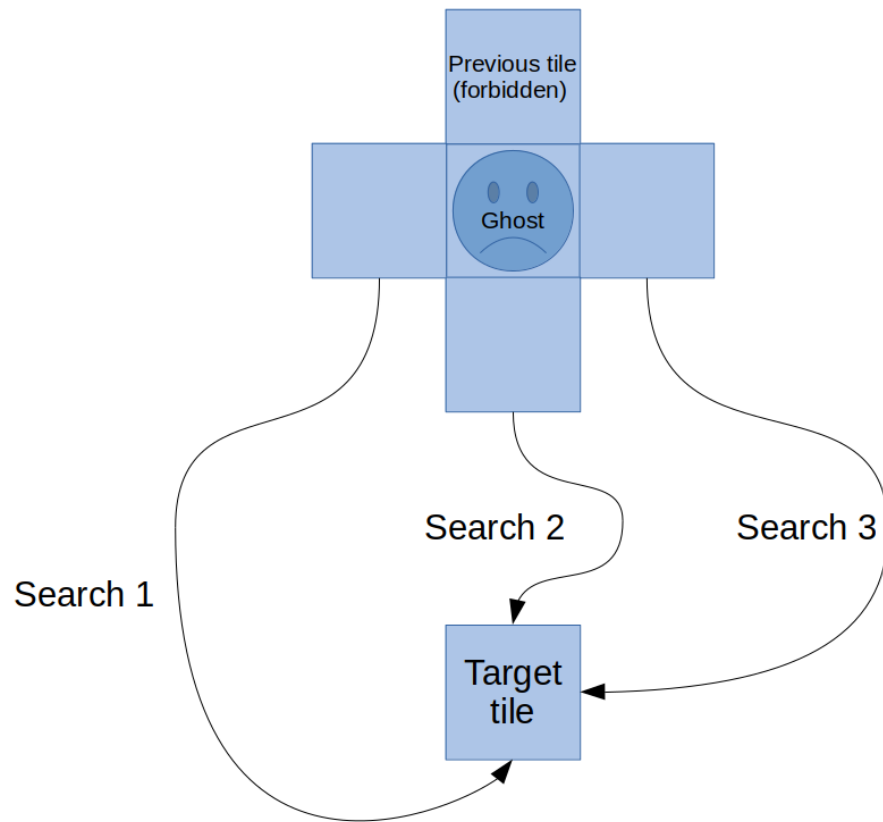 Previous tile
(forbidden)
Ghost
Search 2
Search 3
Search 1
Target
tile